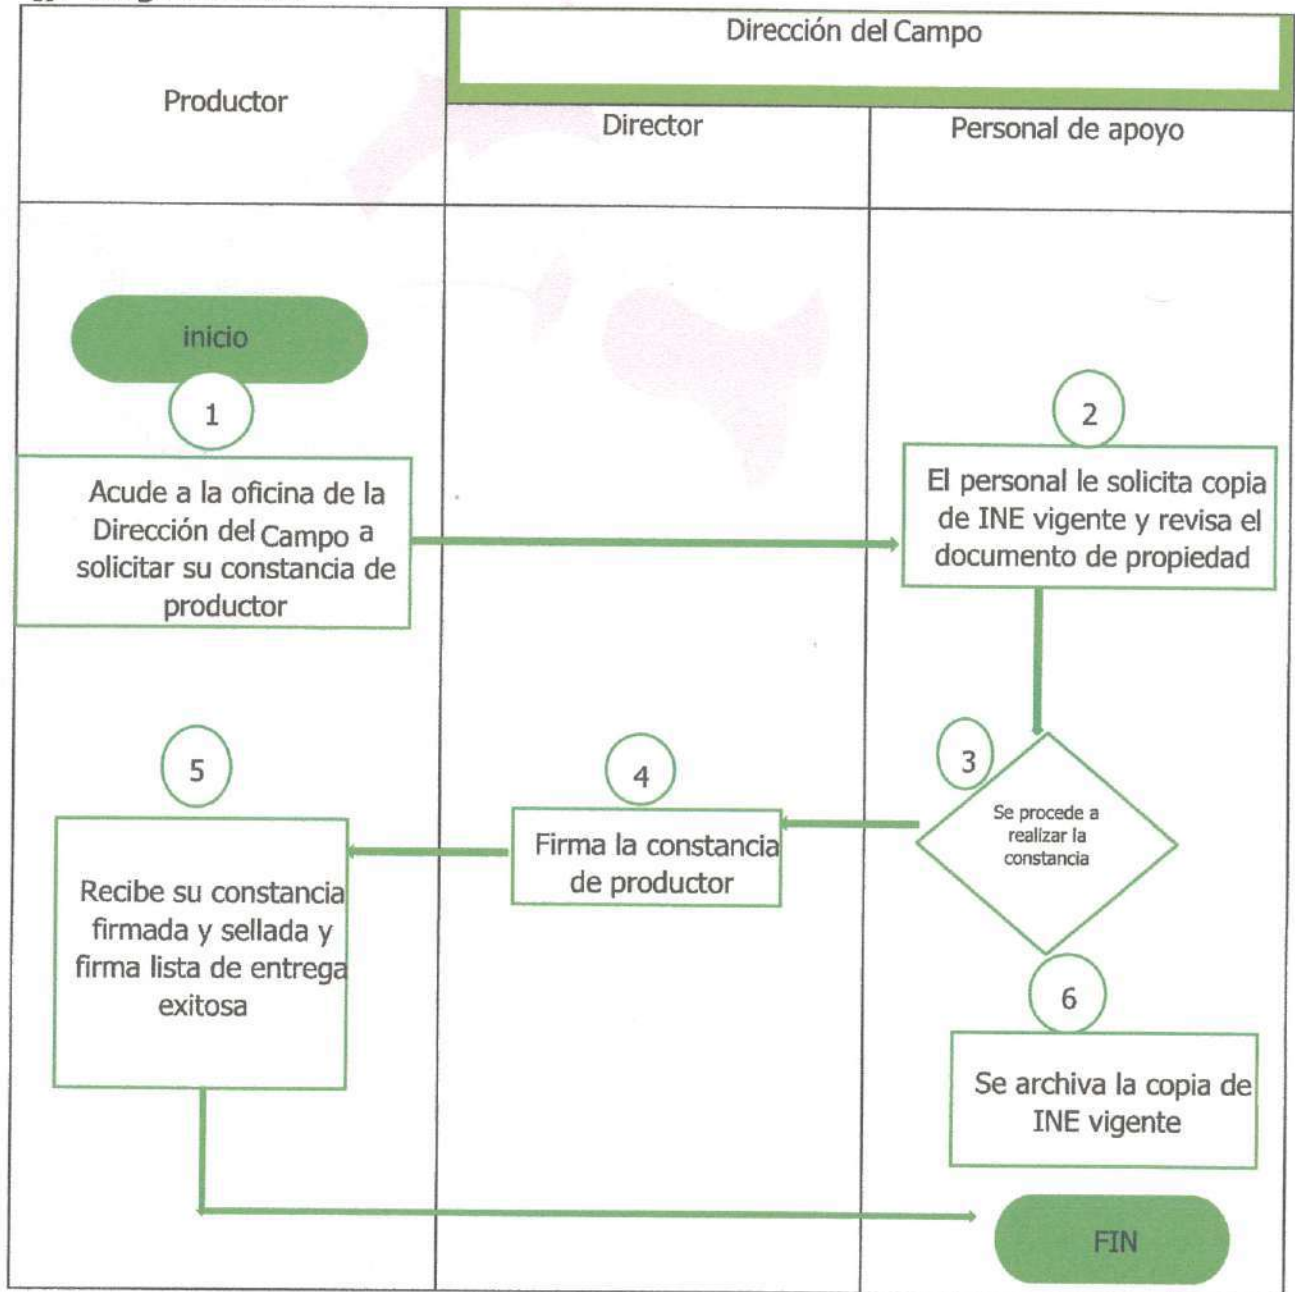 Dirección del Campo
Productor
Director
Personal de apoyo
inicio
1
2
Acude a la oficina de la
Dirección del Campo a
solicitar su constancia de
productor
El personal le solicita copia
de INE vigente y revisa el
documento de propiedad
5
4
3
Se procede a
realizar la
constancia
Firma la constancia
de productor
Recibe su constancia
firmada y sellada y
firma lista de entrega
exitosa
6
Se archiva la copia de
INE vigente
FIN